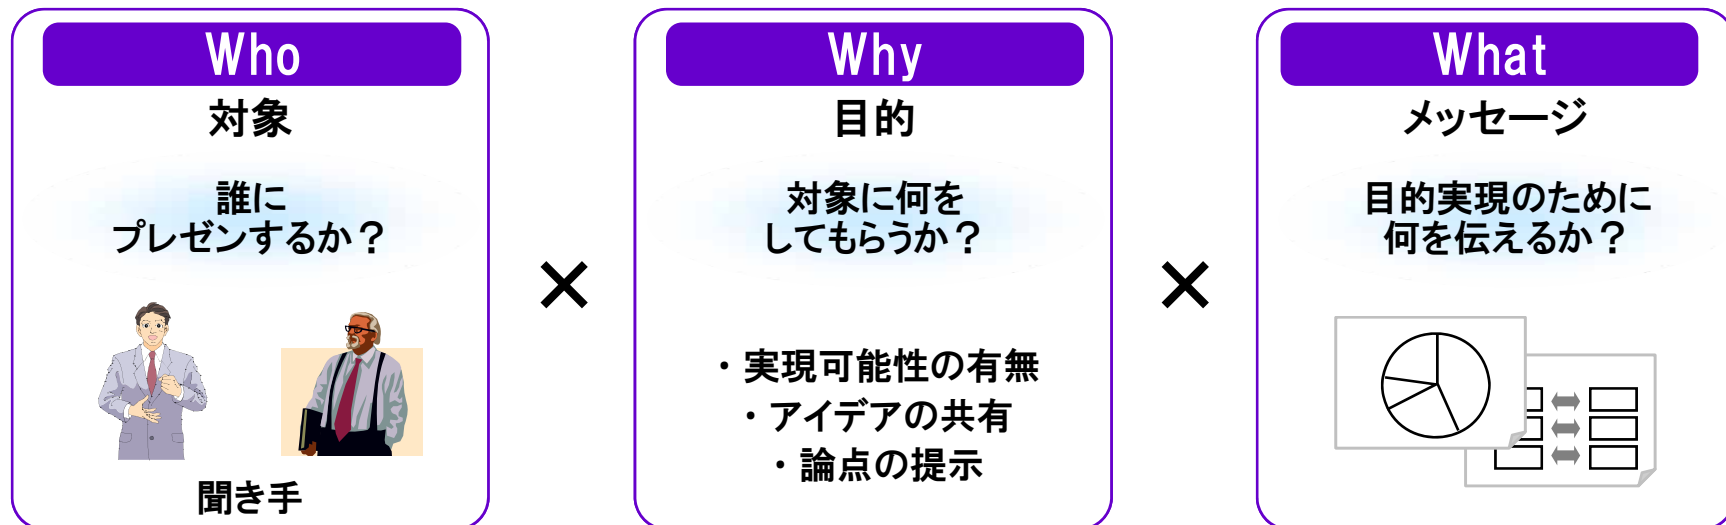 Who
対象
誰に
プレゼンするか？
聞き手
×
Why
目的
対象に何を
してもらうか？
・実現可能性の有無
・アイデアの共有
・論点の提示
×
What
メッセージ
目的実現のために
何を伝えるか？